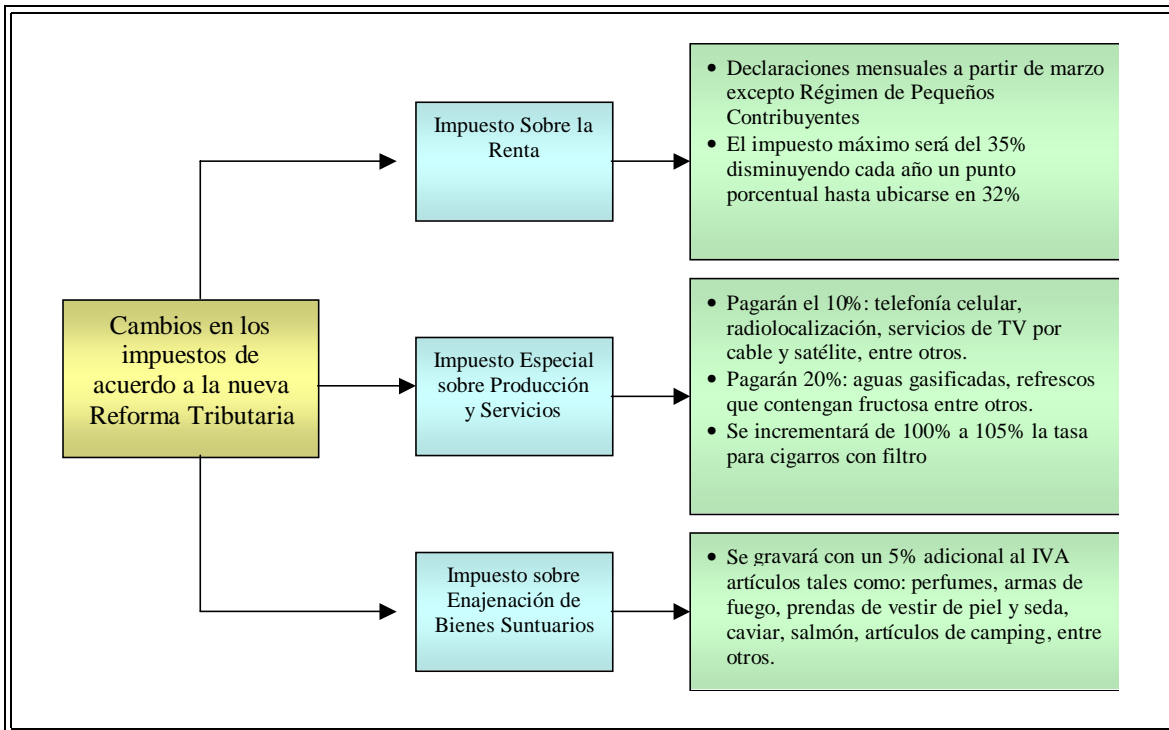 Cambios en los
impuestos de
acuerdo a la nueva
Reforma Tributaria
Impuesto Sobre la
Renta
• Declaraciones mensuales a partir de marzo
excepto Régimen de Pequeños
Contribuyentes
• El impuesto máximo será del 35%
disminuyendo cada año un punto
porcentual hasta ubicarse en 32%
Impuesto Especial
sobre Producción
y Servicios
• Pagarán el 10%: telefonía celular,
radiolocalización, servicios de TV por
cable y satélite, entre otros.
• Pagarán 20%: aguas gasificadas, refrescos
que contengan fructosa entre otros.
• Se incrementará de 100% a 105% la tasa
para cigarros con filtro
Impuesto sobre
Enajenación de
Bienes Suntuarios
• Se gravará con un 5% adicional al IVA
artículos tales como: perfumes, armas de
fuego, prendas de vestir de piel y seda,
caviar, salmón, artículos de camping, entre
otros.